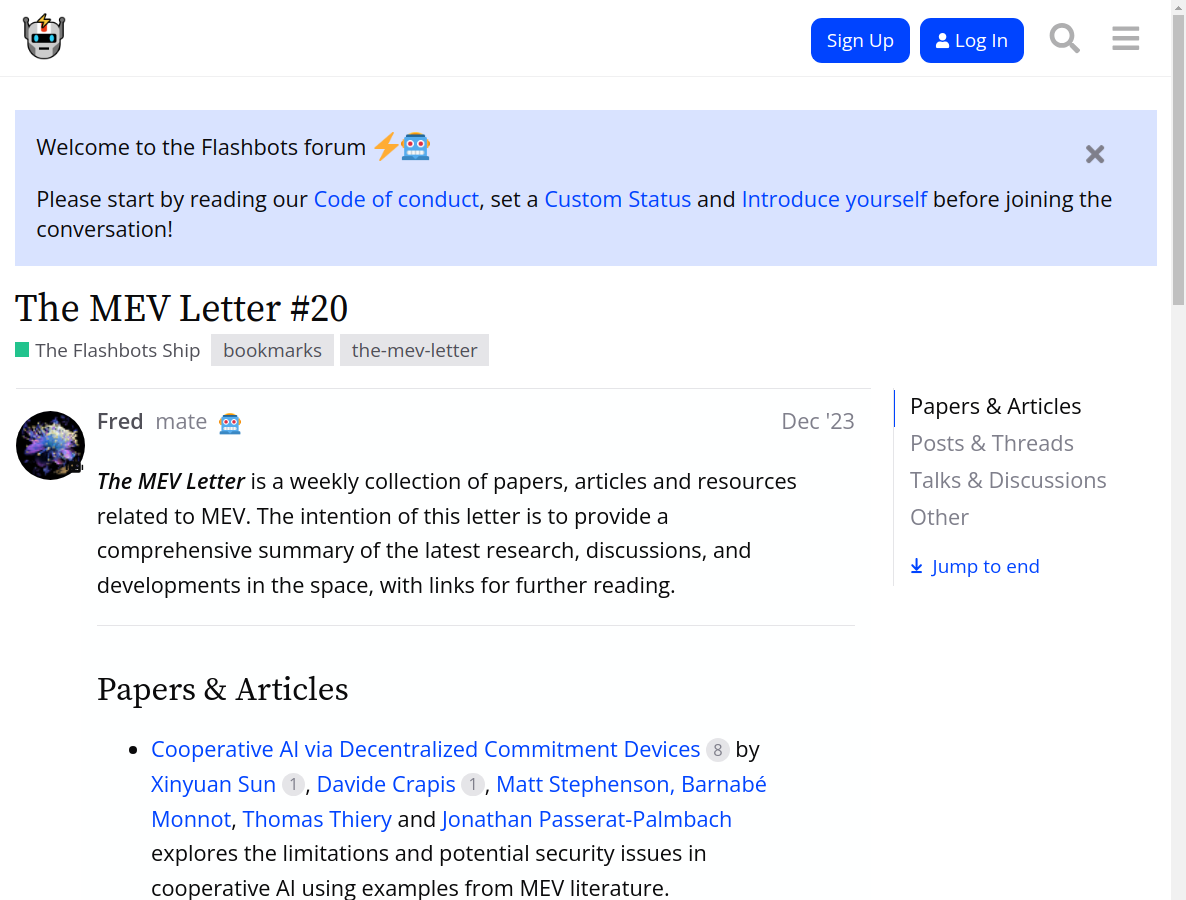 Sign Up
Log In
Welcome to the Flashbots forum
Please start by reading our Code of conduct, set a Custom Status and Introduce yourself before joining the
conversation!
The MEV Letter #20
The Flashbots Ship bookmarks the-mev-letter
Fred mate Dec '23
The MEV Letter is a weekly collection of papers, articles and resources
related to MEV. The intention of this letter is to provide a
comprehensive summary of the latest research, discussions, and
developments in the space, with links for further reading.
Papers & Articles
Cooperative AI via Decentralized Commitment Devices 8 by
Xinyuan Sun 1, Davide Crapis 1, Matt Stephenson, Barnabé
Monnot, Thomas Thiery and Jonathan Passerat-Palmbach
explores the limitations and potential security issues in
cooperative AI using examples from MEV literature.
Papers & Articles
Posts & Threads
Talks & Discussions
Other
Jump to end